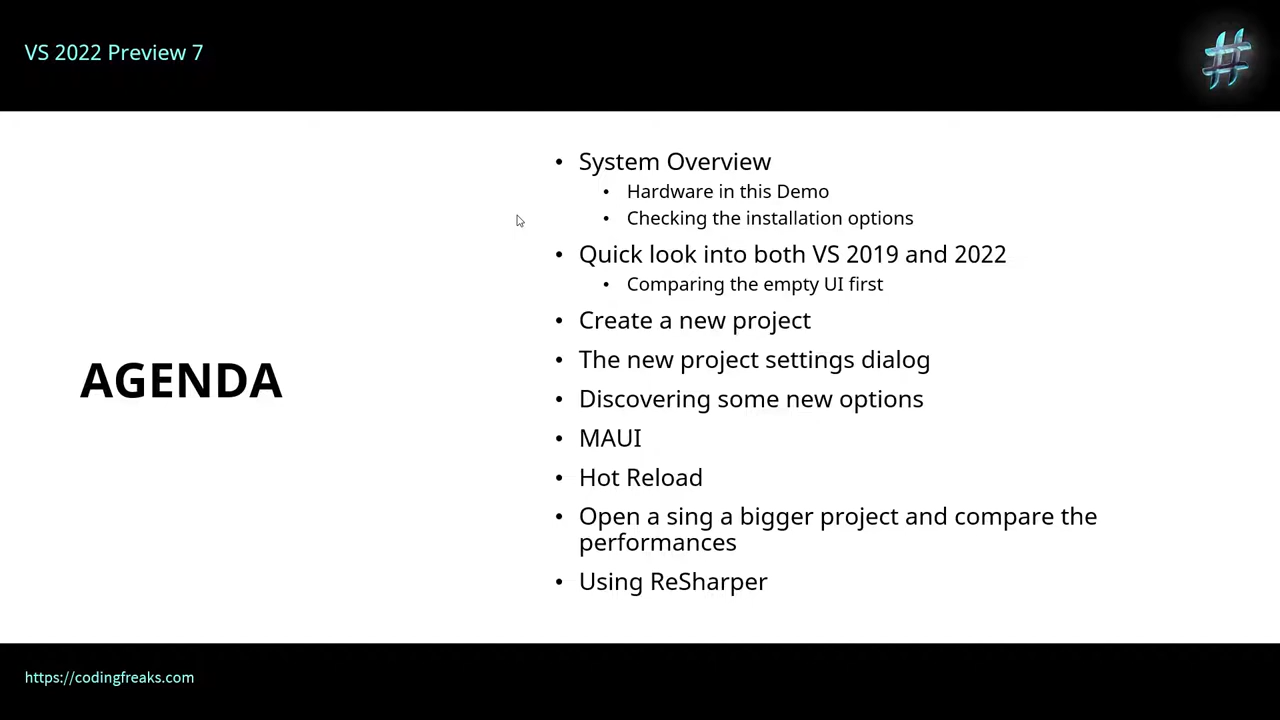 VS 2022 Preview 7
AGENDA
• System Overview
• Hardware in this Demo
• Checking the installation options
• Quick look into both VS 2019 and 2022
• Comparing the empty UI first
• Create a new project
• The new project settings dialog
• Discovering some new options
• MAUI
• Hot Reload
• Open a sing a bigger project and compare the
performances
• Using ReSharper
https://codingfreaks.com